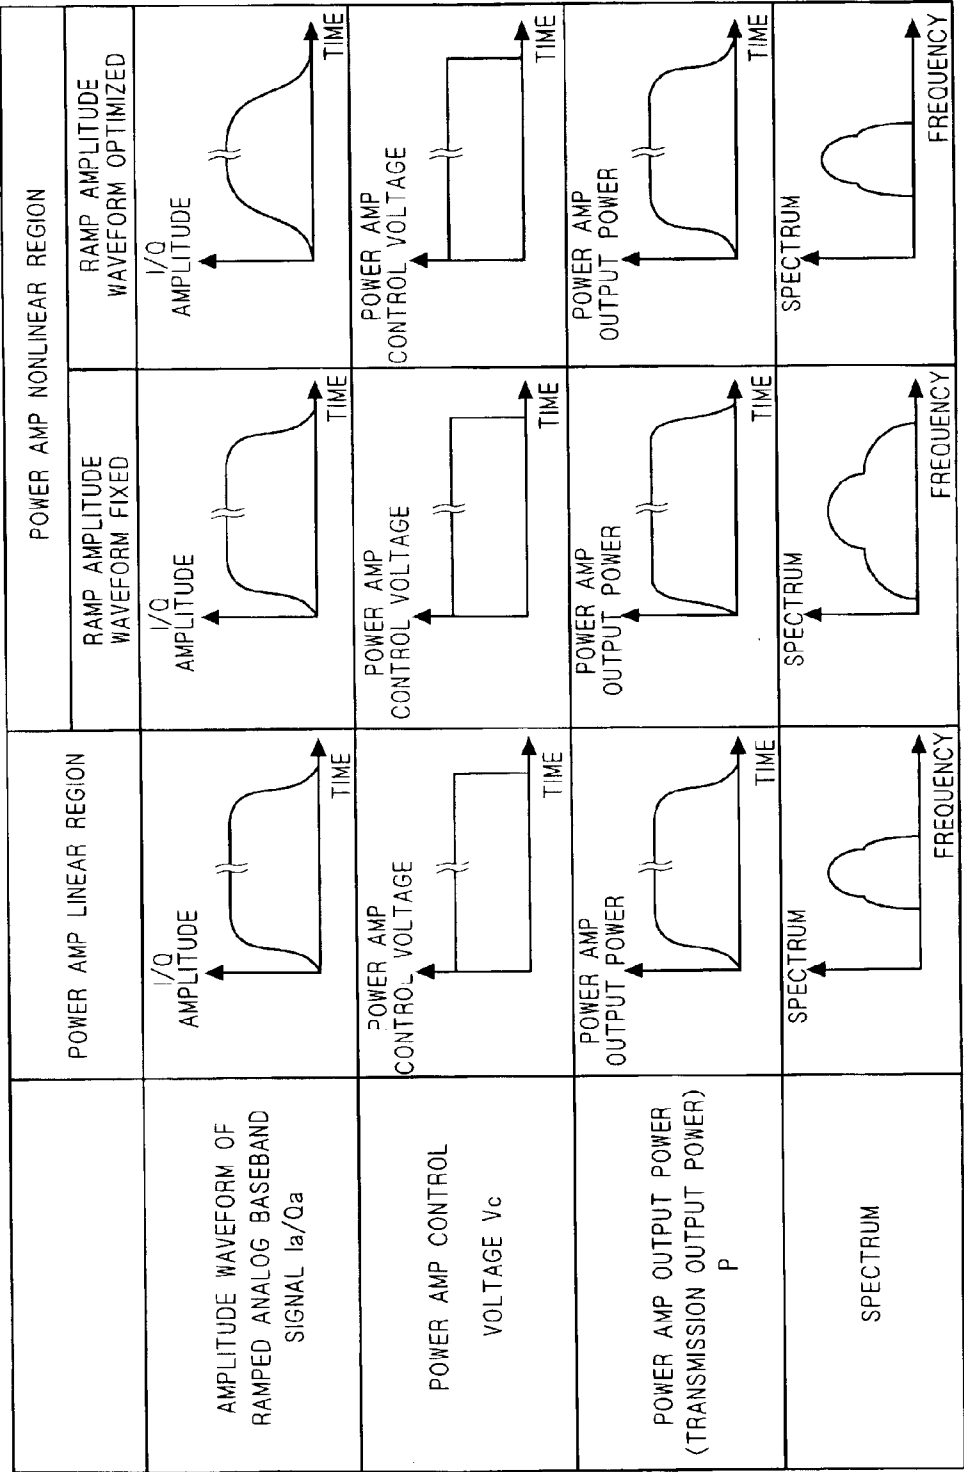 POWER AMP LINEAR REGION
POWER AMP NONLINEAR REGION
RAMP AMPLITUDE
WAVEFORM FIXED
RAMP AMPLITUDE
WAVEFORM OPTIMIZED
AMPLITUDE WAVEFORM OF
RAMPED ANALOG BASEBAND
SIGNAL Ia/Qa
I/Q
AMPLITUDE
TIME
I/Q
AMPLITUDE
TIME
I/Q
AMPLITUDE
TIME
POWER AMP CONTROL
VOLTAGE Vc
POWER AMP
CONTROL VOLTAGE
TIME
POWER AMP
CONTROL VOLTAGE
TIME
POWER AMP
CONTROL VOLTAGE
TIME
POWER AMP OUTPUT POWER
(TRANSMISSION OUTPUT POWER)
P
POWER AMP
OUTPUT POWER
TIME
POWER AMP
OUTPUT POWER
TIME
POWER AMP
OUTPUT POWER
TIME
SPECTRUM
SPECTRUM
FREQUENCY
SPECTRUM
FREQUENCY
SPECTRUM
FREQUENCY